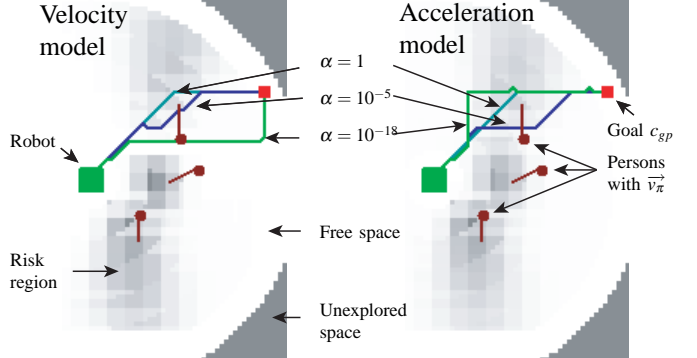 Velocity
model
Acceleration
model
α = 1
α = 10⁻⁵
α = 10⁻¹⁸
Robot
Goal c_gp
Persons
with v_π⃗
Free space
Risk
region
Unexplored
space